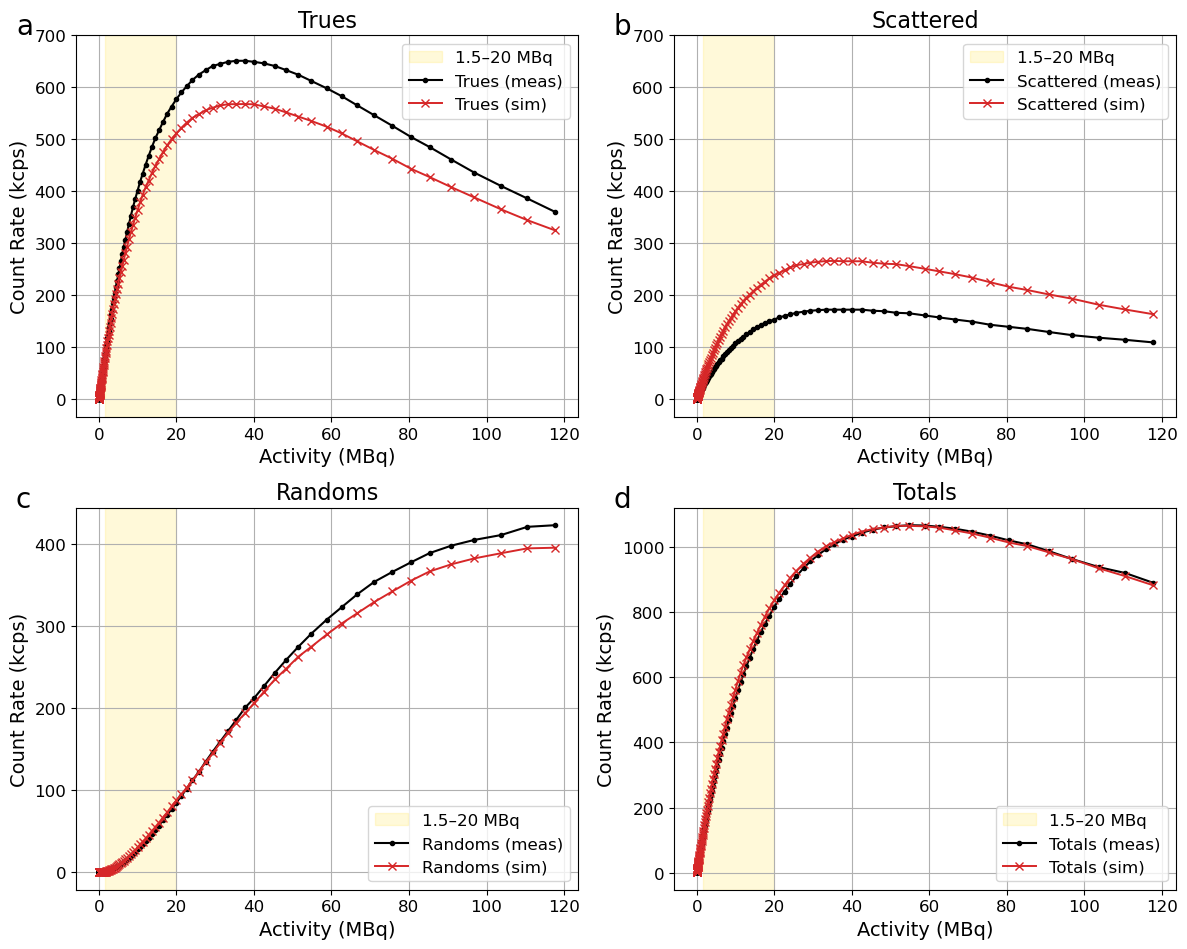 a
Trues
700
600
500
400
300
200
100
0
Count Rate (kcps)
0 20 40 60 80 100 120
Activity (MBq)
1.5–20 MBq
Trues (meas)
Trues (sim)
b
Scattered
700
600
500
400
300
200
100
0
Count Rate (kcps)
0 20 40 60 80 100 120
Activity (MBq)
1.5–20 MBq
Scattered (meas)
Scattered (sim)
c
Randoms
400
300
200
100
0
Count Rate (kcps)
0 20 40 60 80 100 120
Activity (MBq)
1.5–20 MBq
Randoms (meas)
Randoms (sim)
d
Totals
1000
800
600
400
200
0
Count Rate (kcps)
0 20 40 60 80 100 120
Activity (MBq)
1.5–20 MBq
Totals (meas)
Totals (sim)